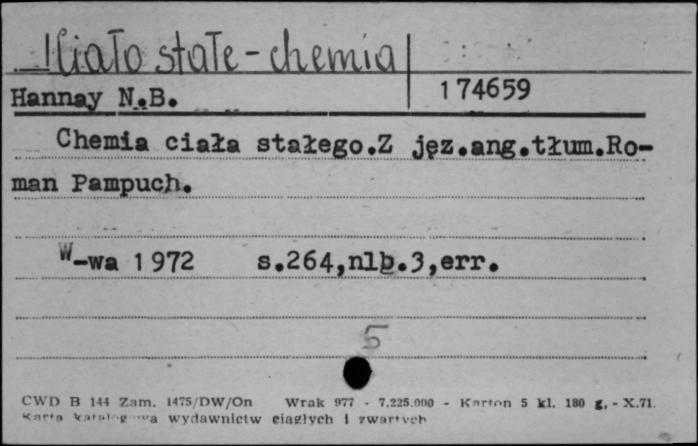 Ciało stałe - chemia
Hannay N.B. 174659
Chemia ciała stałego.Z jęz.ang.tłum.Ro-
man Pampuch.
W-wa 1972 s.264,nlb.3,err.
5
CWD B 144 Zam. 1475/DW/On Wrak 977 - 7.225.000 - Karton 5 kl. 180 g. - X.71.
Karta katalogowa wydawnictw ciągłych i zwartych